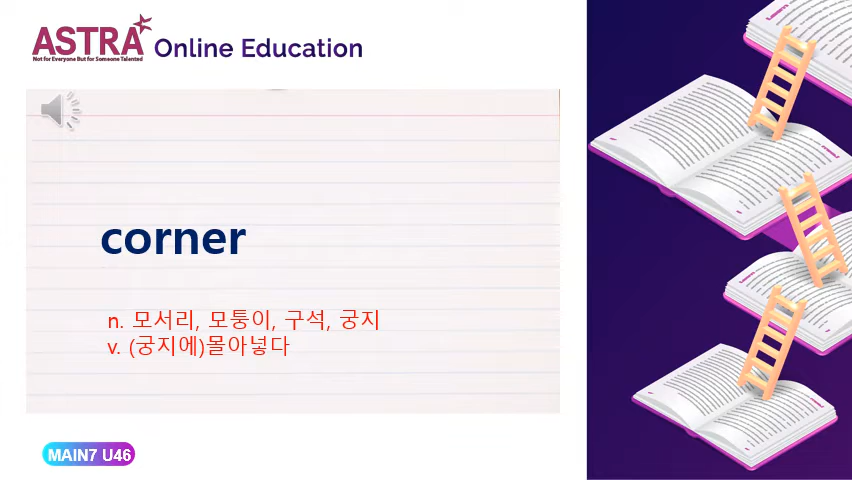 ASTRA
Not for Everyone But for Someone Talented
Online Education
corner
n. 모서리, 모퉁이, 구석, 궁지
v. (궁지에)몰아넣다
MAIN7 U46